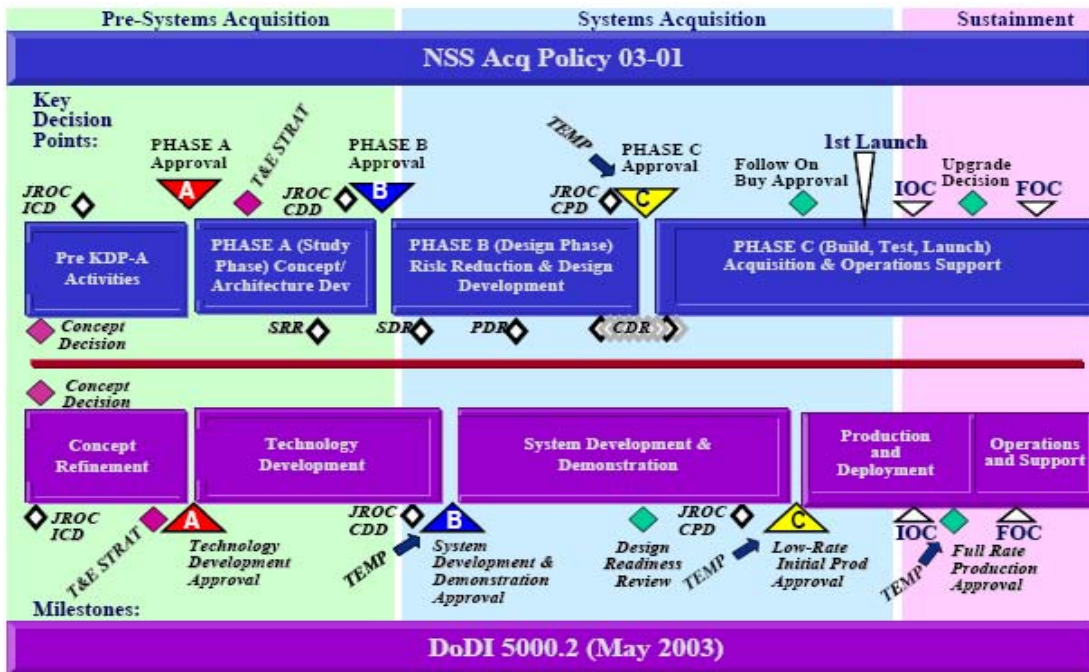 Pre-Systems Acquisition
Systems Acquisition
Sustainment
NSS Acq Policy 03-01
Key
Decision
Points:
PHASE A
Approval
T&E STRAT
PHASE B
Approval
TEMP
PHASE C
Approval
Follow On
Buy Approval
1st Launch
Upgrade
Decision
JROC
ICD
A
JROC
CDD
B
JROC
CPD
C
IOC
FOC
Pre KDP-A
Activities
PHASE A (Study
Phase) Concept/
Architecture Dev
PHASE B (Design Phase)
Risk Reduction & Design
Development
PHASE C (Build, Test, Launch)
Acquisition & Operations Support
Concept
Decision
SRR
SDR
PDR
CDR
Concept
Decision
Concept
Refinement
Technology
Development
System Development &
Demonstration
Production
and
Deployment
Operations
and Support
JROC
ICD
T&E STRAT
A
Technology
Development
Approval
JROC
CDD
TEMP
B
System
Development &
Demonstration
Approval
Design
Readiness
Review
JROC
CPD
TEMP
C
Low-Rate
Initial Prod
Approval
IOC
TEMP
Full Rate
Production
Approval
FOC
Milestones:
DoDI 5000.2 (May 2003)